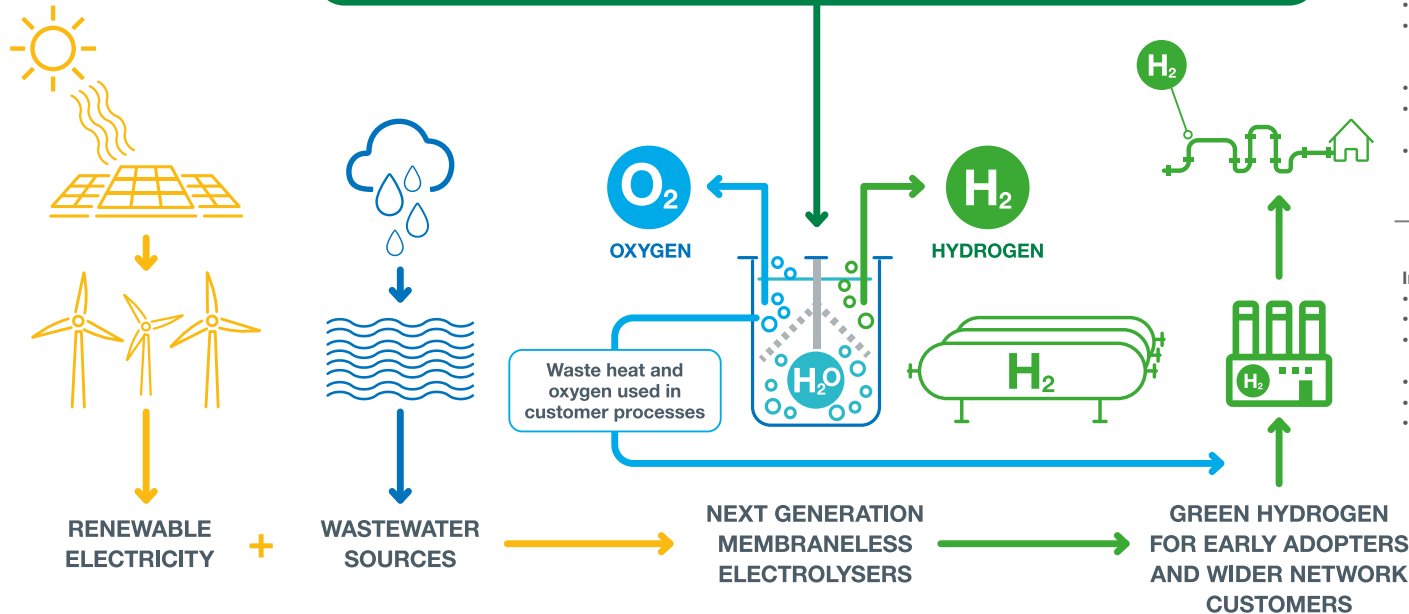 H₂
O₂
OXYGEN
H₂
HYDROGEN
Waste heat and
oxygen used in
customer processes
H₂O
H₂
H₂
RENEWABLE
ELECTRICITY
+
WASTEWATER
SOURCES
NEXT GENERATION
MEMBRANELESS
ELECTROLYSERS
GREEN HYDROGEN
FOR EARLY ADOPTERS
AND WIDER NETWORK
CUSTOMERS